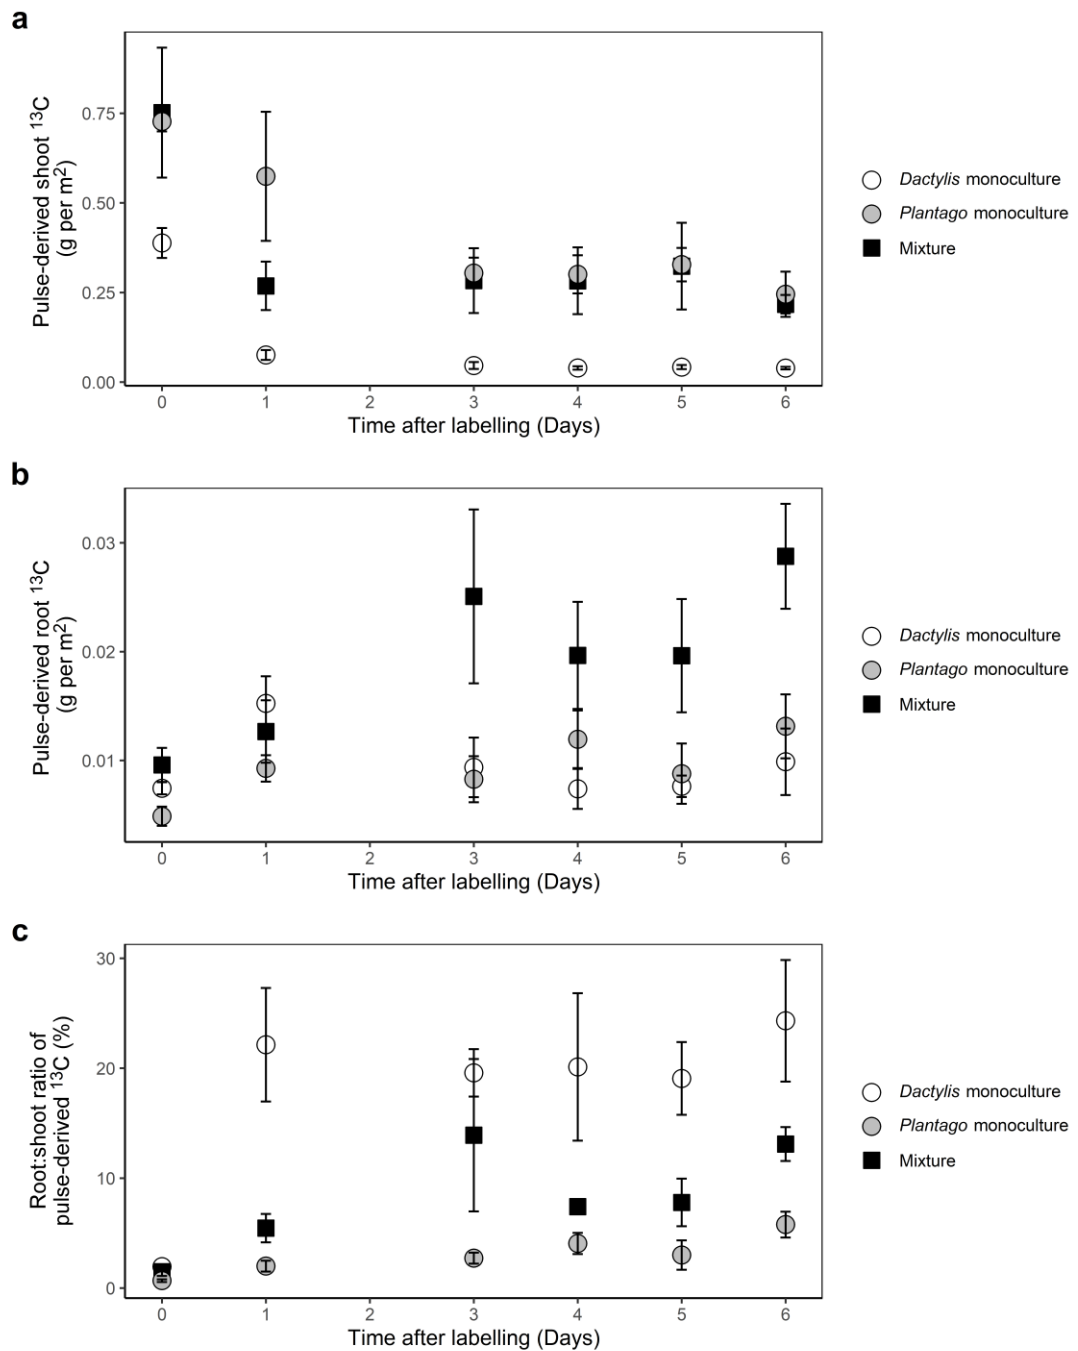 a
Pulse-derived shoot ¹³C
(g per m²)
0.75
0.50
0.25
0.00
0 1 2 3 4 5 6
Time after labelling (Days)
Dactylis monoculture
Plantago monoculture
Mixture
b
Pulse-derived root ¹³C
(g per m²)
0.03
0.02
0.01
0 1 2 3 4 5 6
Time after labelling (Days)
Dactylis monoculture
Plantago monoculture
Mixture
c
Root:shoot ratio of
pulse-derived ¹³C (%)
30
20
10
0
0 1 2 3 4 5 6
Time after labelling (Days)
Dactylis monoculture
Plantago monoculture
Mixture